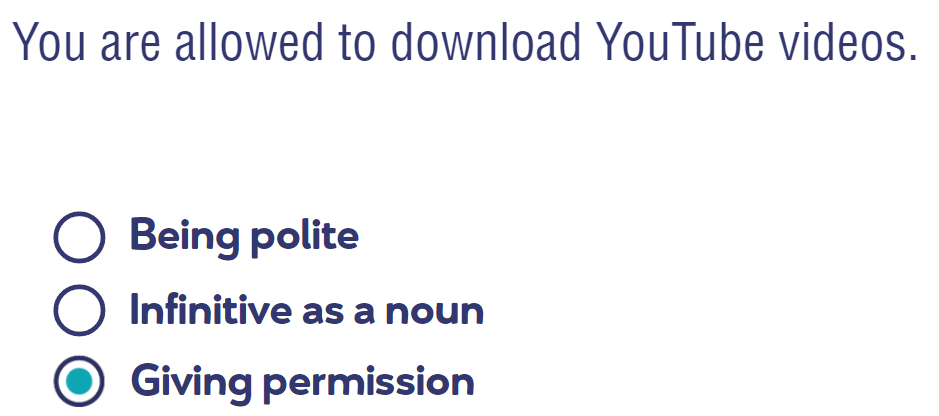 You are allowed to download YouTube videos.
Being polite
Infinitive as a noun
Giving permission